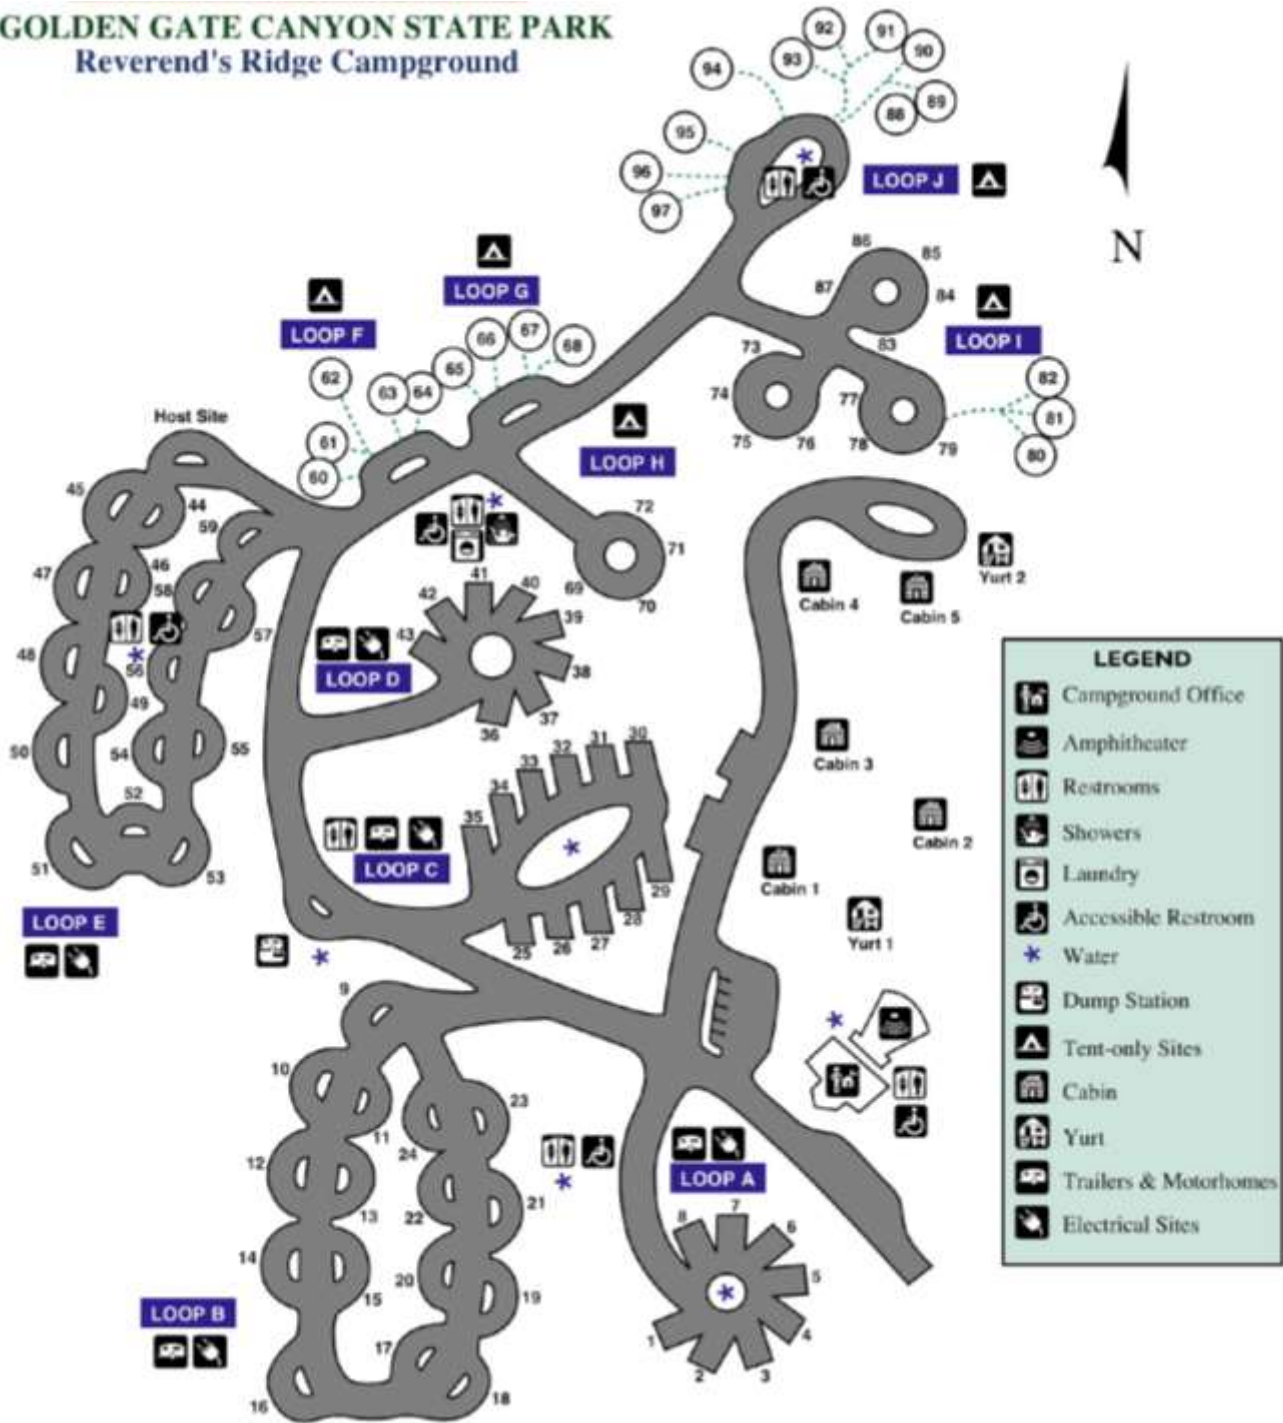 GOLDEN GATE CANYON STATE PARK
Reverend's Ridge Campground
92
91
90
93
94
89
88
95
96
97
LOOP J
N
86
85
87
84
83
LOOP I
73
74
75
76
77
78
79
82
81
80
LOOP G
LOOP F
66
67
68
65
62
63
64
61
60
Host Site
LOOP H
45
44
59
72
71
69
70
47
46
58
57
48
56
49
50
54
55
52
51
53
LOOP E
41
40
42
39
43
38
37
36
LOOP D
Cabin 4
Cabin 5
Yurt 2
Cabin 3
Cabin 2
Cabin 1
Yurt 1
30
31
32
33
34
35
29
28
27
26
25
LOOP C
9
10
11
12
13
14
15
16
17
18
19
20
21
22
23
24
LOOP B
LOOP A
8
7
6
5
4
3
2
1
LEGEND
Campground Office
Amphitheater
Restrooms
Showers
Laundry
Accessible Restroom
Water
Dump Station
Tent-only Sites
Cabin
Yurt
Trailers & Motorhomes
Electrical Sites